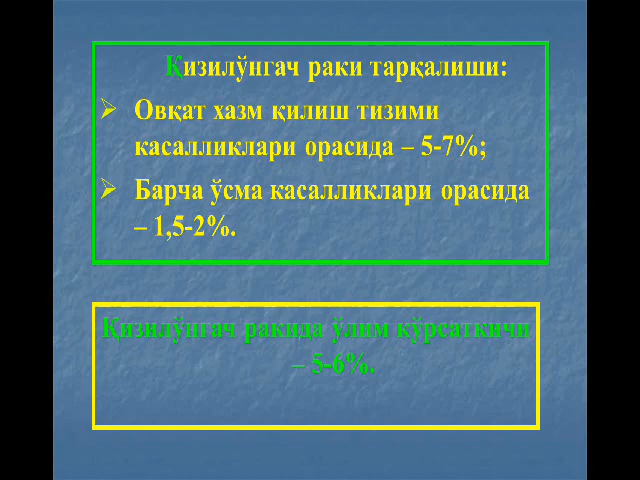 Қизилўнгач раки тарқалиши:
Овқат хазм қилиш тизими
касалликлари орасида – 5-7%;
Барча ўсма касалликлари орасида
– 1,5-2%.
Қизилўнгач ракида ўлим кўрсаткичи
– 5-6%.